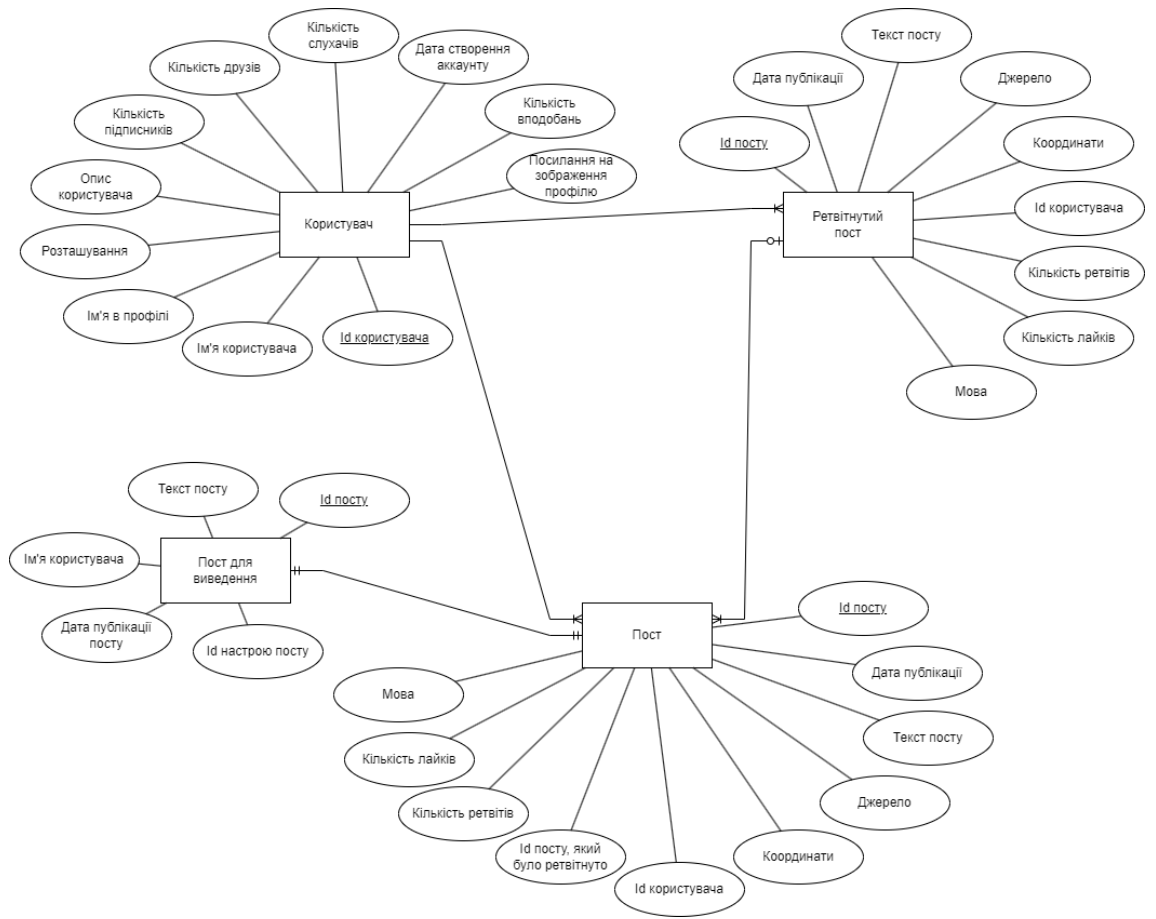 Кількість
слухачів
Дата створення
аккаунту
Кількість друзів
Кількість
вподобань
Кількість
підписників
Посилання на
зображення
профілю
Опис
користувача
Користувач
Розташування
Ім'я в профілі
Ім'я користувача
Id користувача
Текст посту
Дата публікації
Джерело
Id посту
Координати
Ретвітнутий
пост
Id користувача
Кількість ретвітів
Кількість лайків
Мова
Текст посту
Id посту
Ім'я користувача
Пост для
виведення
Дата публікації
посту
Id настрою посту
Пост
Id посту
Дата публікації
Мова
Текст посту
Кількість лайків
Джерело
Кількість ретвітів
Id посту, який
було ретвітнуто
Координати
Id користувача